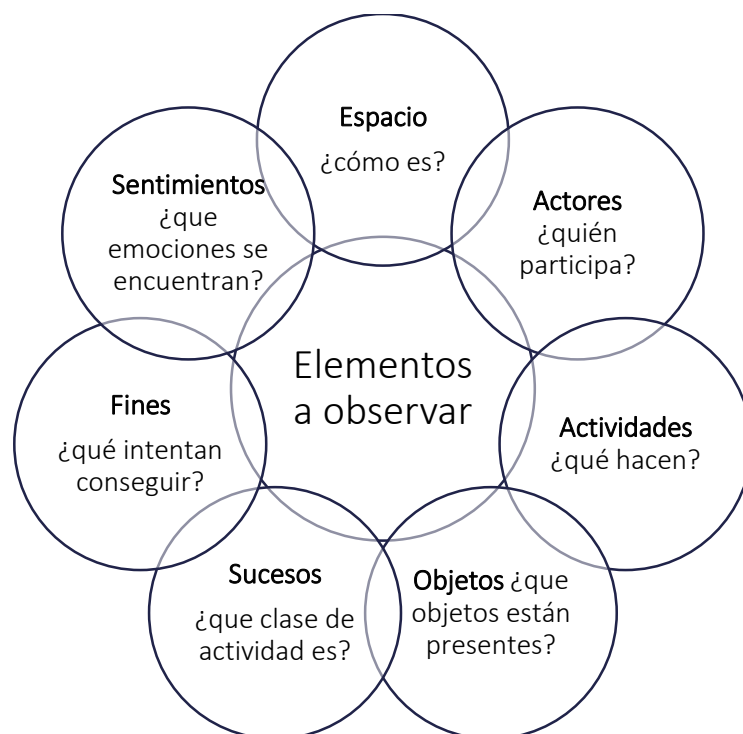 Espacio
¿cómo es?
Actores
¿quién
participa?
Actividades
¿qué hacen?
Objetos ¿que
objetos están
presentes?
Sucesos
¿que clase de
actividad es?
Fines
¿qué intentan
conseguir?
Sentimientos
¿que
emociones se
encuentran?
Elementos
a observar